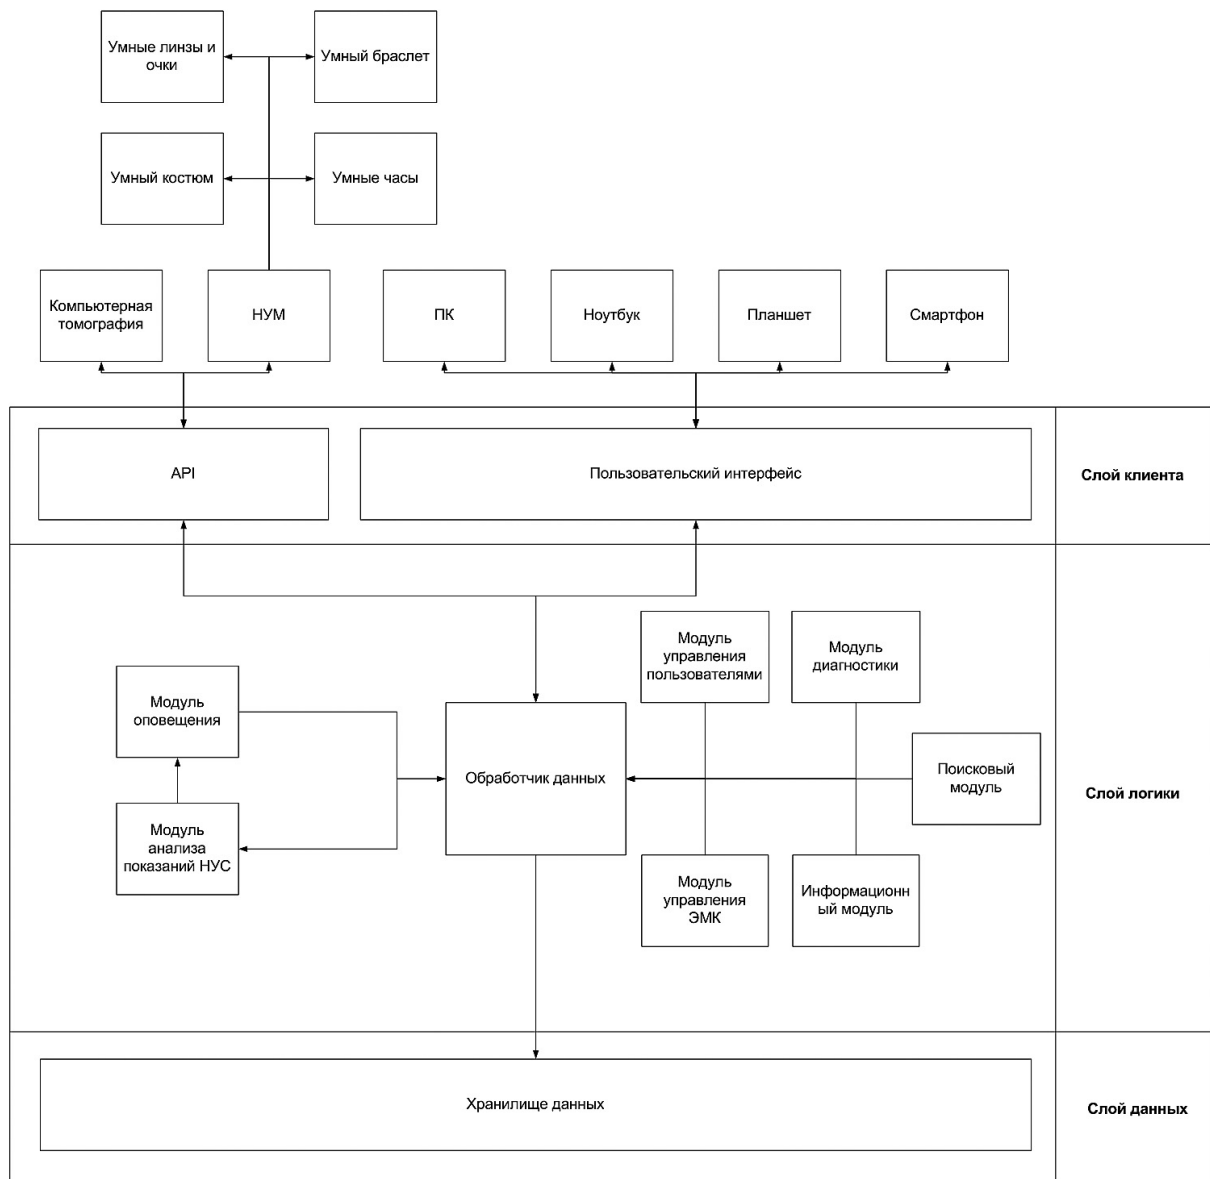 Умные линзы и
очки
Умный браслет
Умный костюм
Умные часы
Компьютерная
томография
НУМ
ПК
Ноутбук
Планшет
Смартфон
API
Пользовательский интерфейс
Слой клиента
Модуль
управления
пользователями
Модуль
диагностики
Модуль
оповещения
Обработчик данных
Поисковый
модуль
Слой логики
Модуль
анализа
показаний НУС
Модуль
управления
ЭМК
Информационн
ый модуль
Хранилище данных
Слой данных